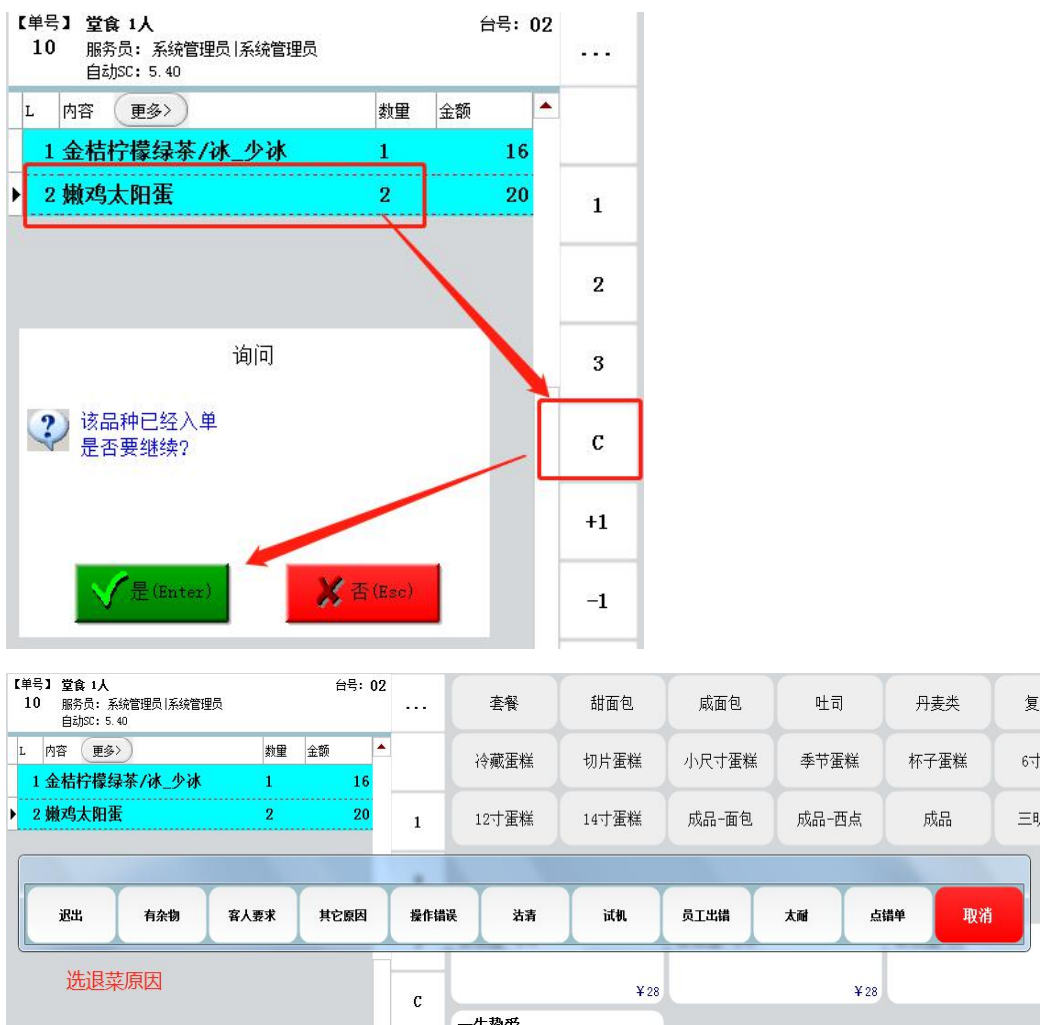 【单号】 堂食 1人 台号: 02
10 服务员: 系统管理员|系统管理员
自动SC: 5.40
...
L 内容 更多> 数量 金额
1 金桔柠檬绿茶/冰_少冰 1 16
2 嫩鸡太阳蛋 2 20
1
2
3
C
+1
-1
询问
该品种已经入单
是否要继续?
是(Enter) 否(Esc)
【单号】 堂食 1人 台号: 02
10 服务员: 系统管理员|系统管理员
自动SC: 5.40
...
L 内容 更多> 数量 金额
1 金桔柠檬绿茶/冰_少冰 1 16
2 嫩鸡太阳蛋 2 20
1
套餐 甜面包 咸面包 吐司 丹麦类 复
冷藏蛋糕 切片蛋糕 小尺寸蛋糕 季节蛋糕 杯子蛋糕 6寸
12寸蛋糕 14寸蛋糕 成品-面包 成品-西点 成品 三明
迟出 有杂物 客人要求 其它原因 操作错误 沽清 试机 员工出错 太咸 点错单 取消
选退菜原因
C
¥28 ¥28